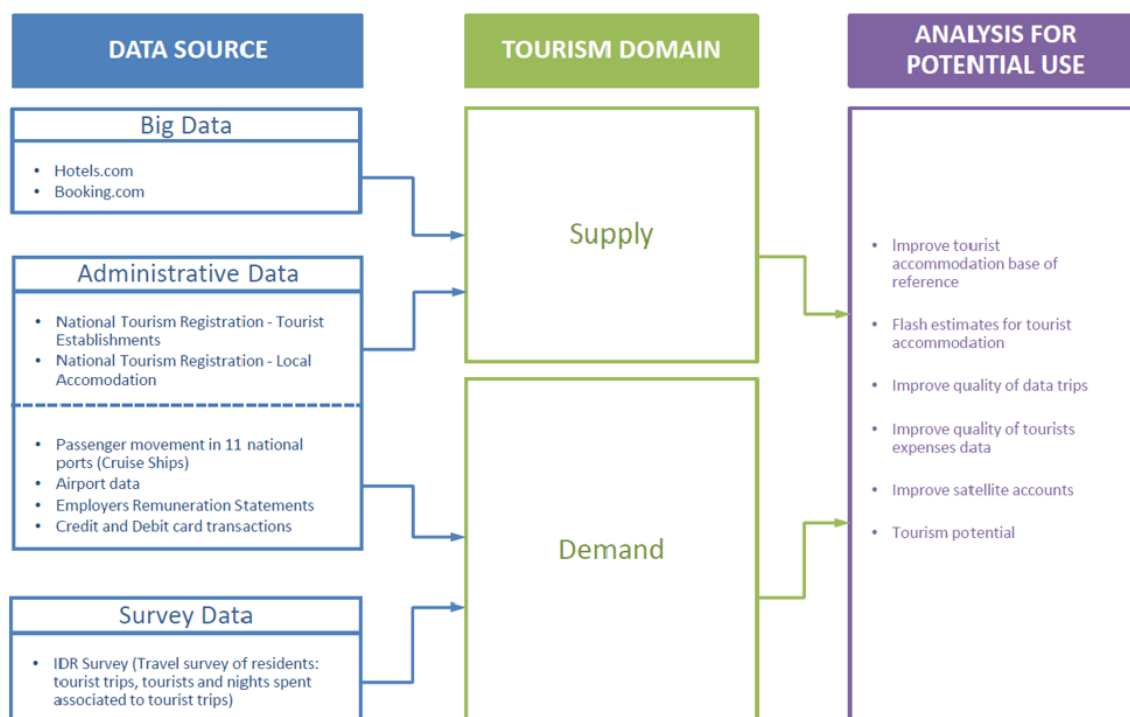 DATA SOURCE
TOURISM DOMAIN
ANALYSIS FOR
POTENTIAL USE
Big Data
• Hotels.com
• Booking.com
Administrative Data
• National Tourism Registration - Tourist
Establishments
• National Tourism Registration - Local
Accomodation
• Passenger movement in 11 national
ports (Cruise Ships)
• Airport data
• Employers Remuneration Statements
• Credit and Debit card transactions
Survey Data
• IDR Survey (Travel survey of residents:
tourist trips, tourists and nights spent
associated to tourist trips)
Supply
Demand
• Improve tourist
accommodation base of
reference
• Flash estimates for tourist
accommodation
• Improve quality of data trips
• Improve quality of tourists
expenses data
• Improve satellite accounts
• Tourism potential